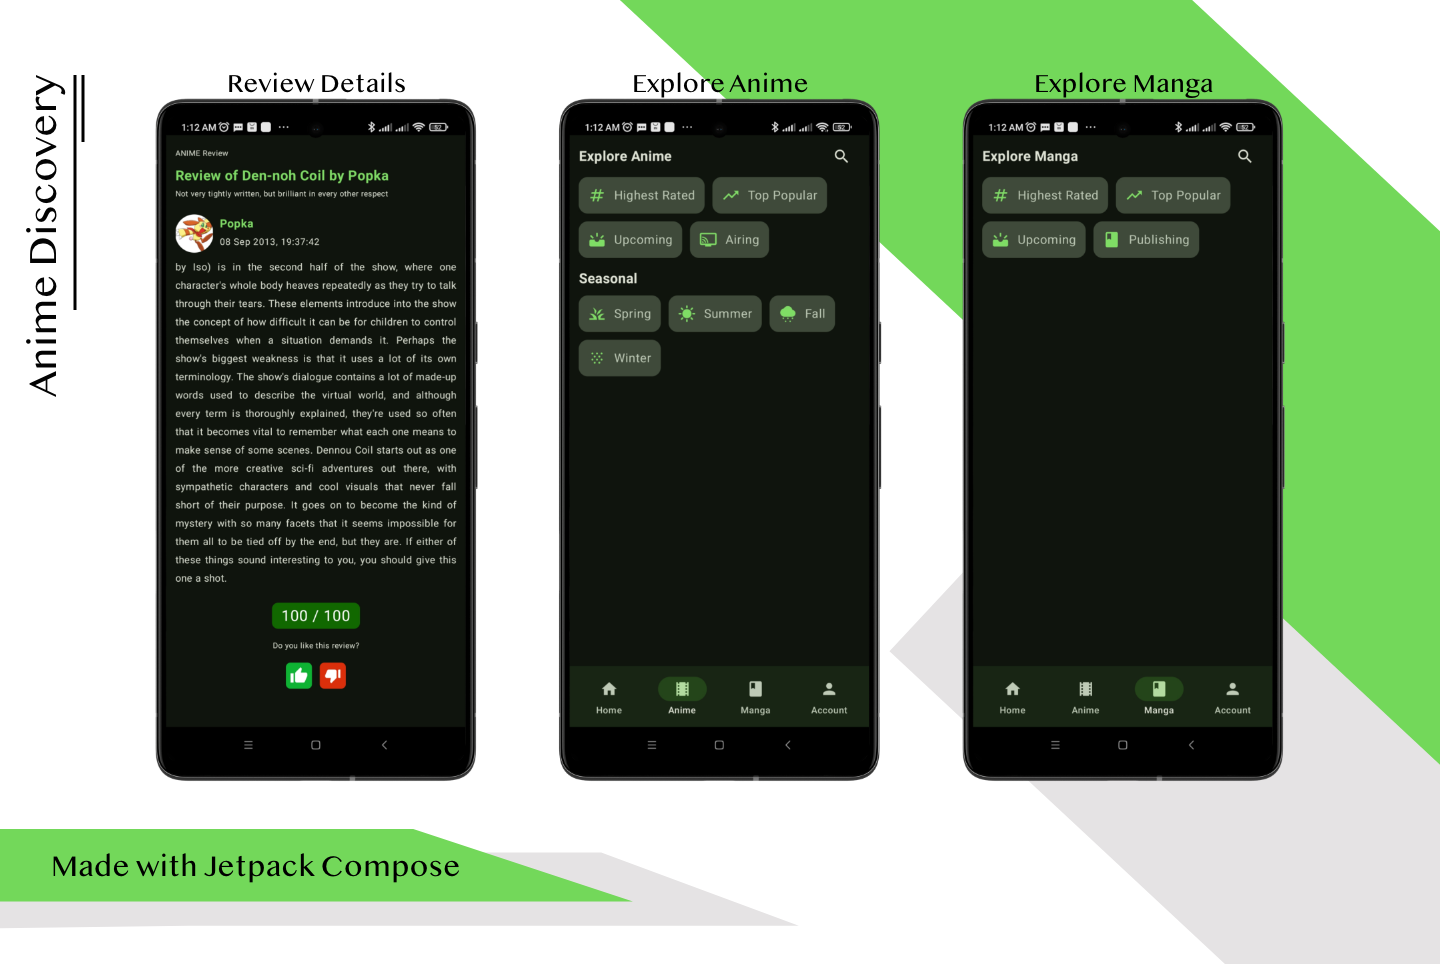 Anime Discovery
Review Details
1:12 AM
52
ANIME Review
Review of Den-noh Coil by Popka
Not very tightly written, but brilliant in every other respect
Popka
08 Sep 2013, 19:37:42
by Iso) is in the second half of the show, where one
character's whole body heaves repeatedly as they try to talk
through their tears. These elements introduce into the show
the concept of how difficult it can be for children to control
themselves when a situation demands it. Perhaps the
show's biggest weakness is that it uses a lot of its own
terminology. The show's dialogue contains a lot of made-up
words used to describe the virtual world, and although
every term is thoroughly explained, they're used so often
that it becomes vital to remember what each one means to
make sense of some scenes. Dennou Coil starts out as one
of the more creative sci-fi adventures out there, with
sympathetic characters and cool visuals that never fall
short of their purpose. It goes on to become the kind of
mystery with so many facets that it seems impossible for
them all to be tied off by the end, but they are. If either of
these things sound interesting to you, you should give this
one a shot.
100 / 100
Do you like this review?
Explore Anime
1:12 AM
52
Explore Anime
Highest Rated
Top Popular
Upcoming
Airing
Seasonal
Spring
Summer
Fall
Winter
Home
Anime
Manga
Account
Explore Manga
1:12 AM
52
Explore Manga
Highest Rated
Top Popular
Upcoming
Publishing
Home
Anime
Manga
Account
Made with Jetpack Compose